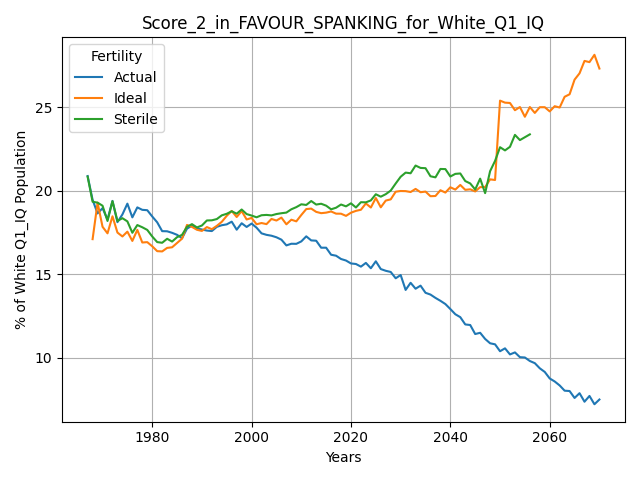 Score_2_in_FAVOUR_SPANKING_for_White_Q1_IQ
Fertility
Actual
Ideal
Sterile
% of White Q1_IQ Population
25
20
15
10
1980
2000
2020
2040
2060
Years